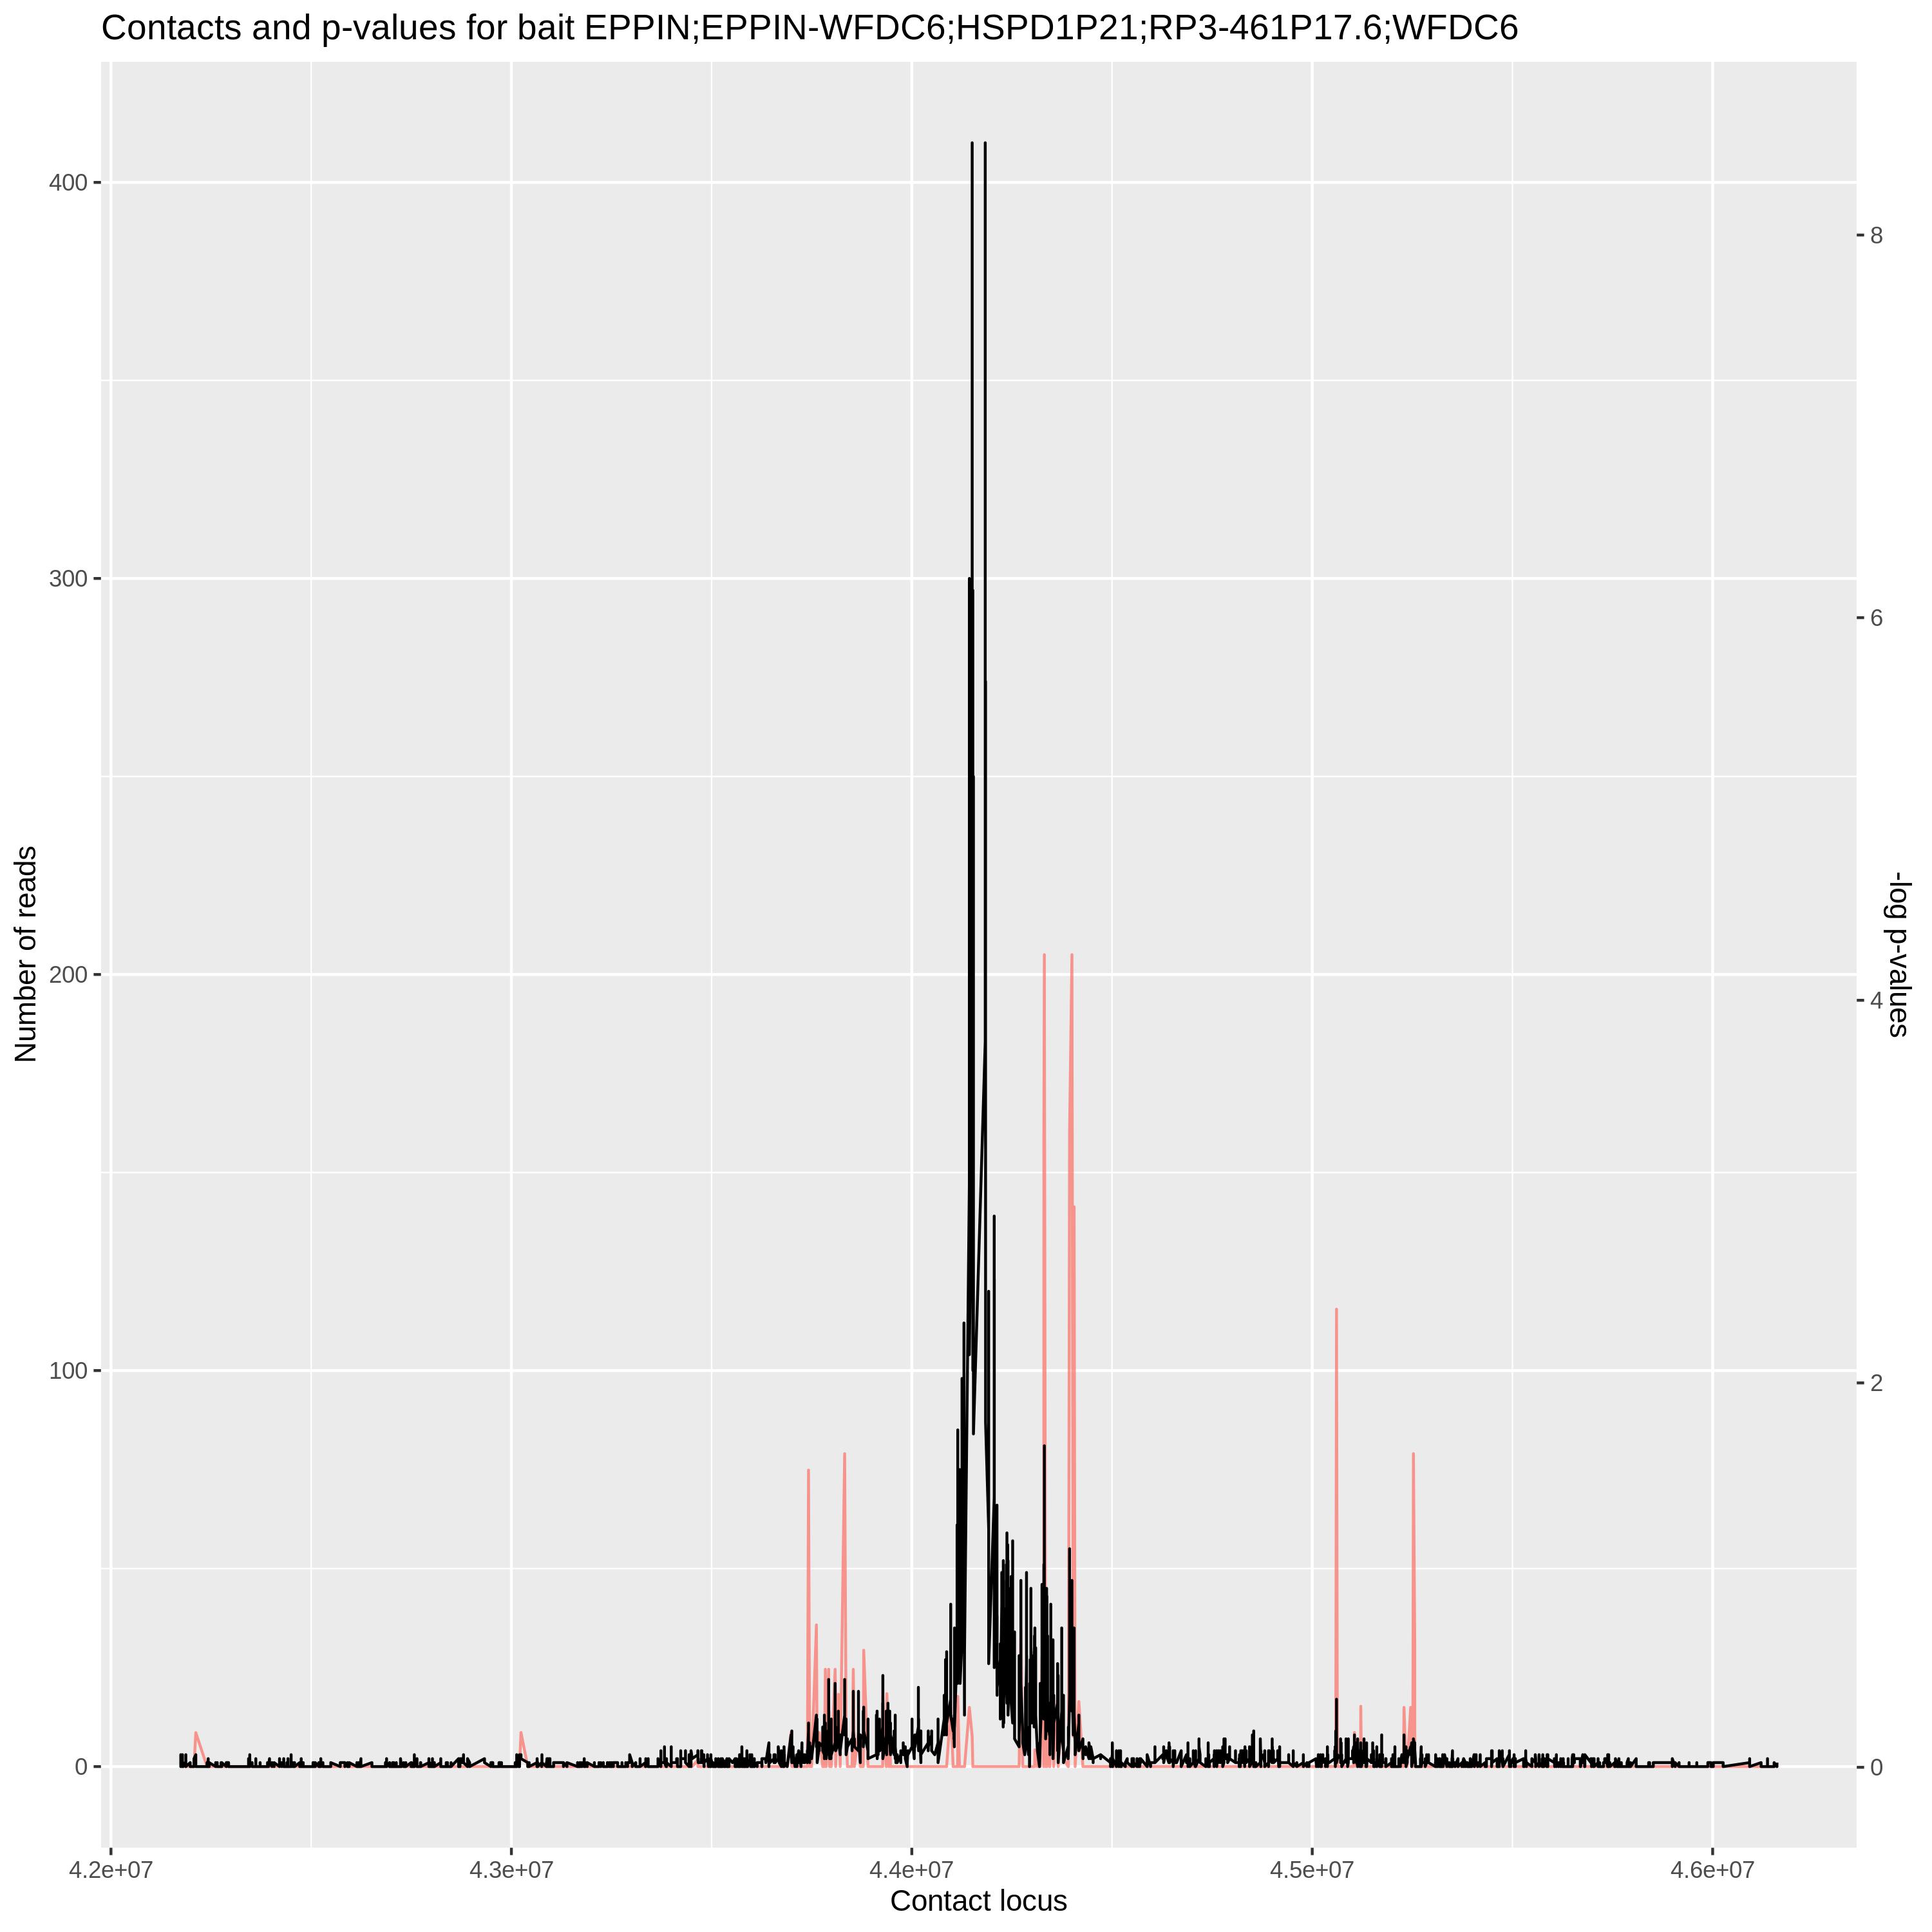 Contacts and p-values for bait EPPIN;EPPIN-WFDC6;HSPD1P21;RP3-461P17.6;WFDC6
400
300
200
100
0
Number of reads
8
6
4
2
0
-log p-values
4.2e+07 4.3e+07 4.4e+07 4.5e+07 4.6e+07
Contact locus